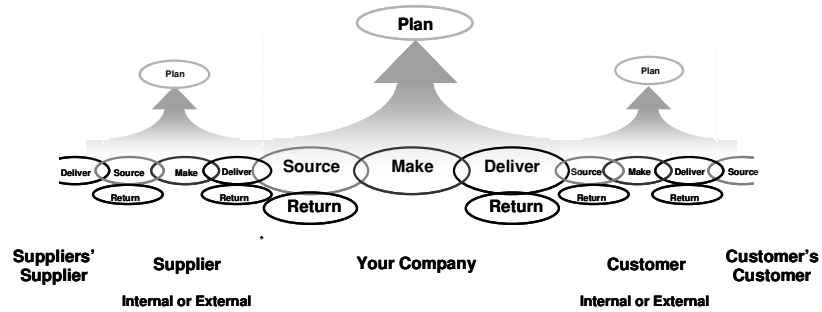 Plan
Plan
Plan
Deliver
Source
Make
Deliver
Source
Make
Deliver
Source
Make
Deliver
Source
Return
Return
Return
Return
Return
Return
Suppliers'
Supplier
Supplier
Your Company
Customer
Customer's
Customer
Internal or External
Internal or External